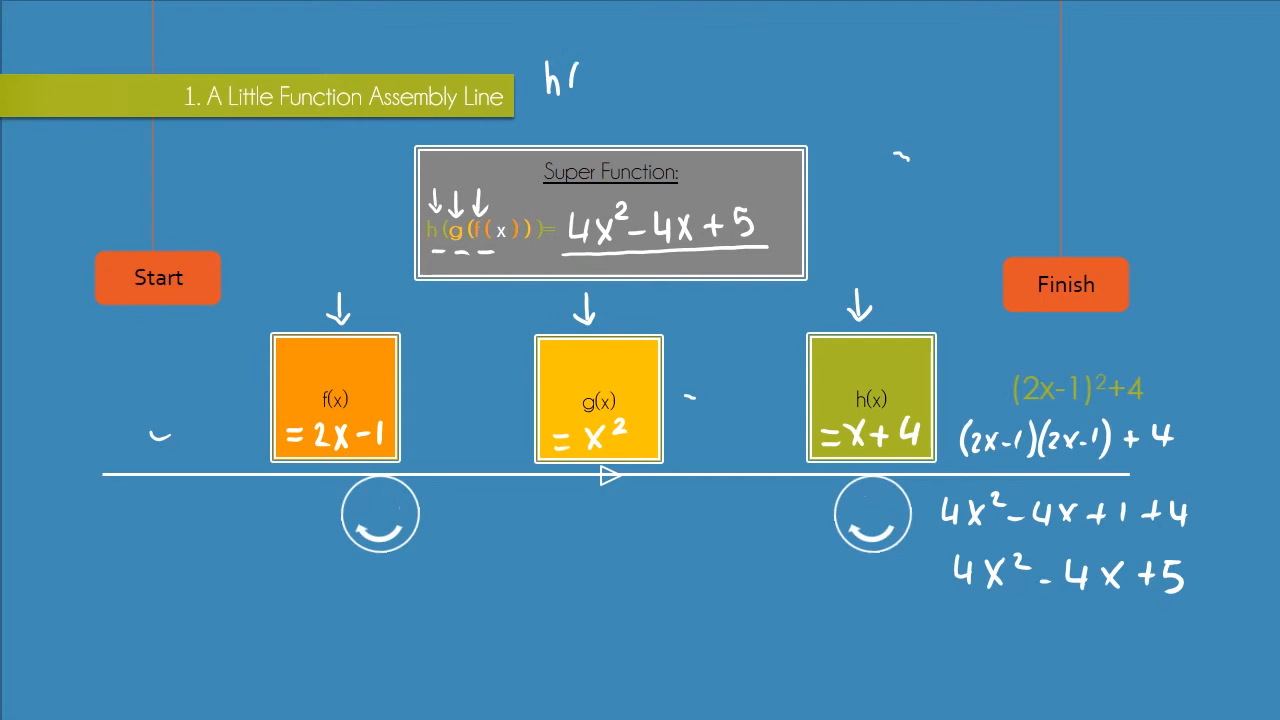 h(
1. A Little Function Assembly Line
Super Function:
h(g(f(x)))= 4x² - 4x + 5
Start
Finish
f(x)
= 2x - 1
g(x)
= x²
h(x)
= x + 4
(2x-1)²+4
(2x-1)(2x-1) + 4
4x² - 4x + 1 + 4
4x² - 4x + 5